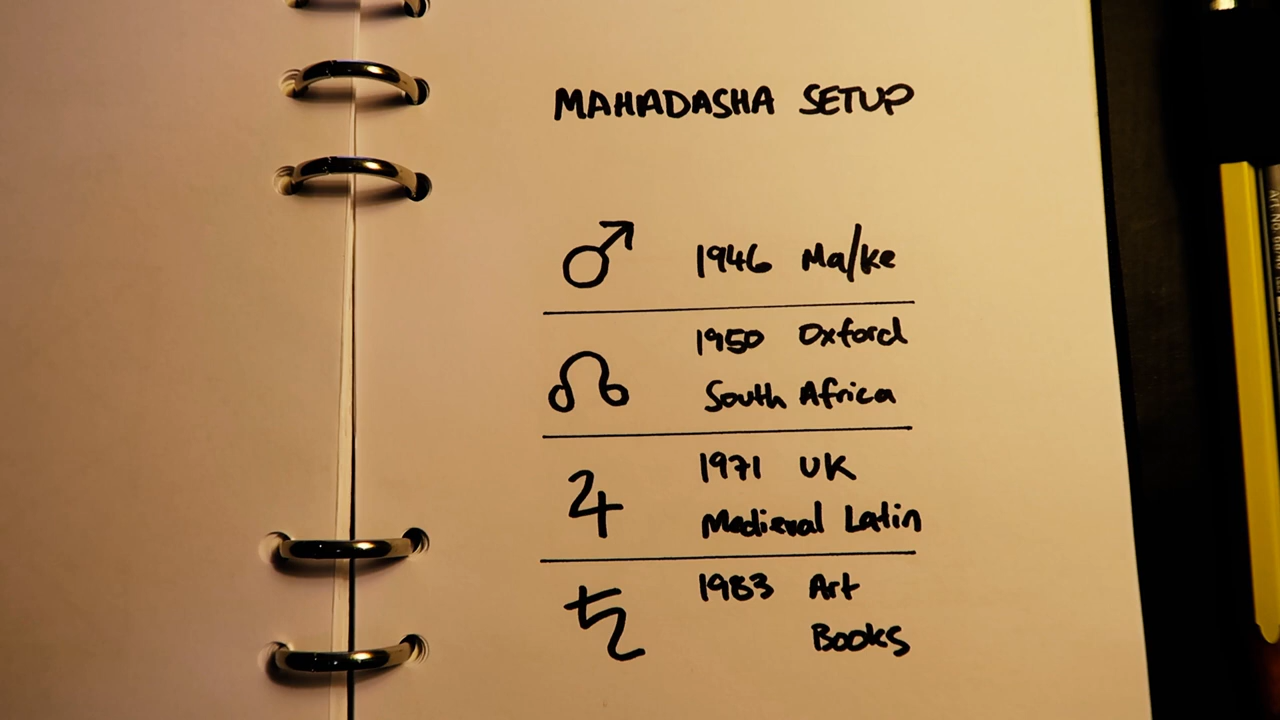 MAHADASHA SETUP
♂ 1946 Ma/Ke
☊ 1950 Oxford
South Africa
♃ 1971 UK
Medieval Latin
♄ 1983 Art
Books